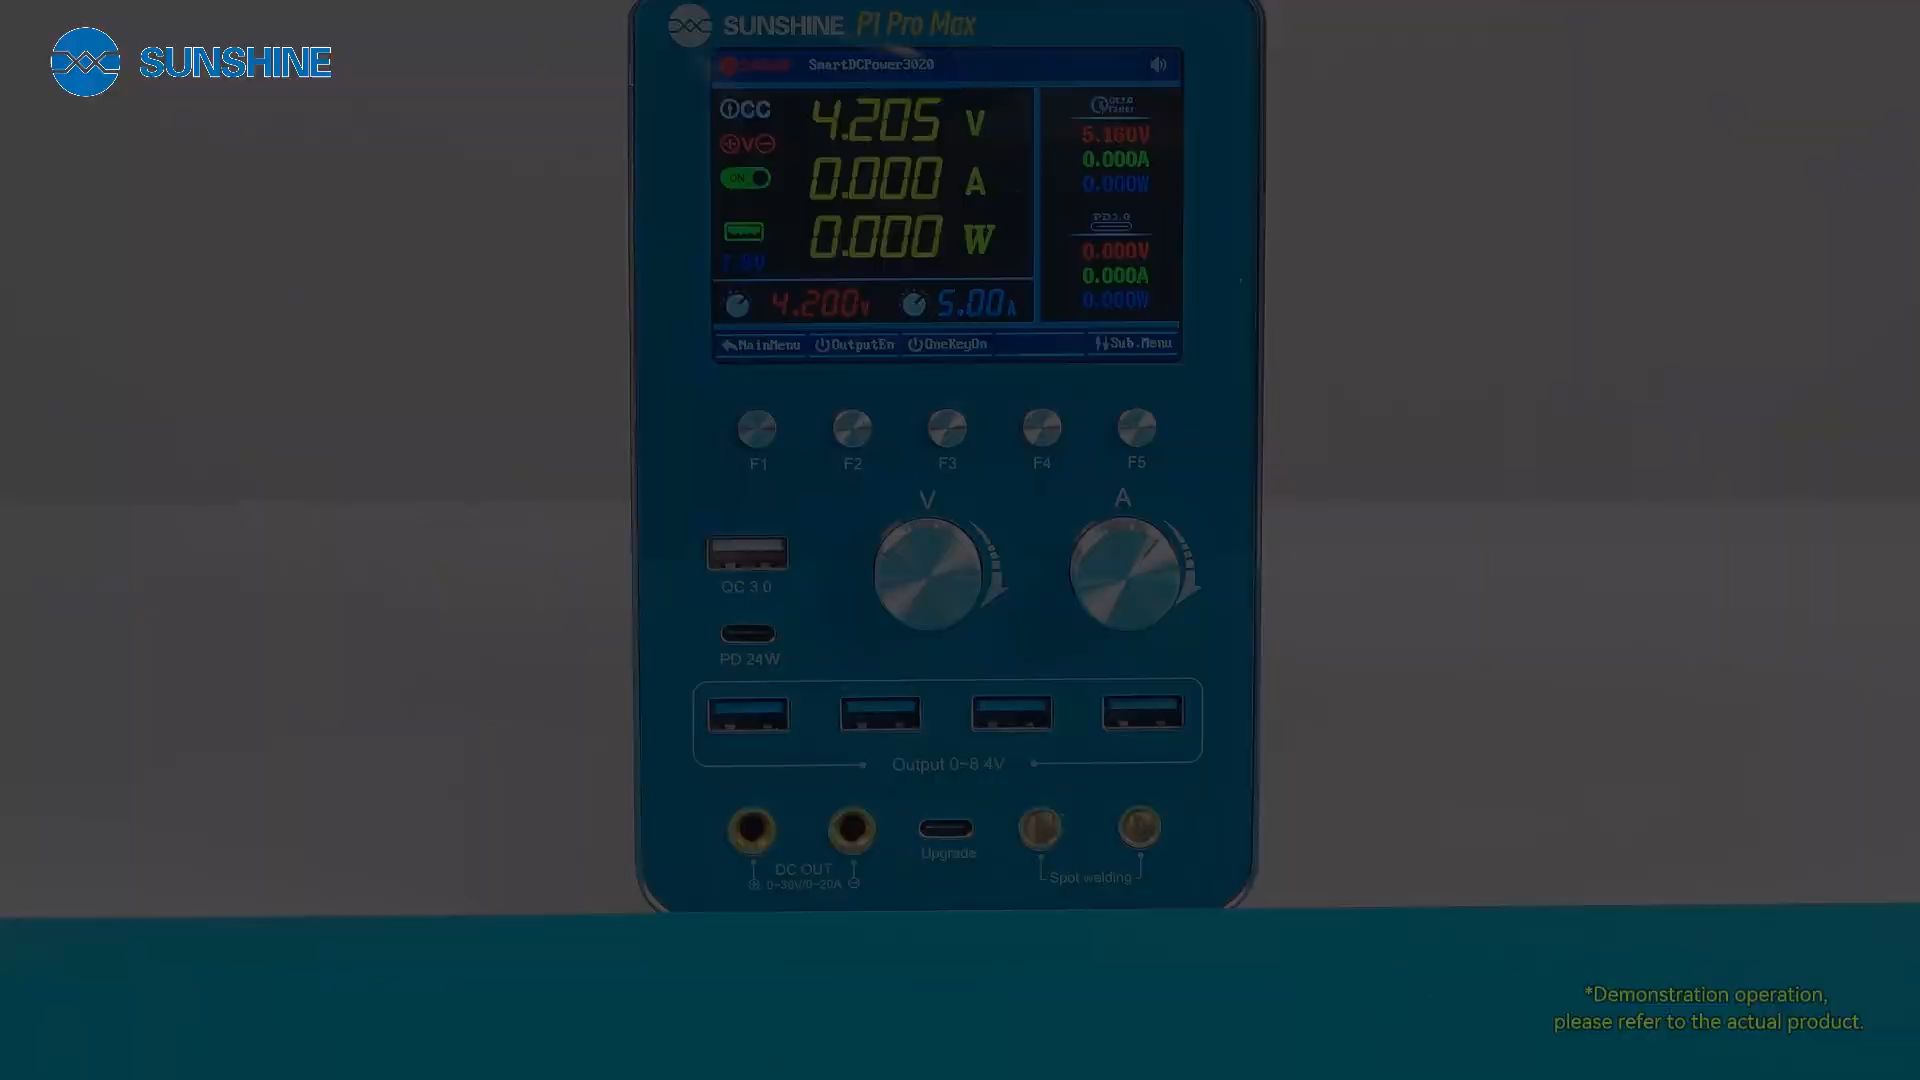 SUNSHINE
SUNSHINE P1 Pro Max
SmartDCPower3020
CC
4.205 V
V
0.000 A
ON
0.000 W
4.200V
5.00A
5.160V
0.000A
0.000W
PD3.0
0.000V
0.000A
0.000W
MainMenu
OutputEn
OneKeyOn
Sub.Menu
F1
F2
F3
F4
F5
V
A
QC 3.0
PD 24W
Output 0~8.4V
DC OUT
0~30V/0~20A
Upgrade
Spot welding
*Demonstration operation,
please refer to the actual product.